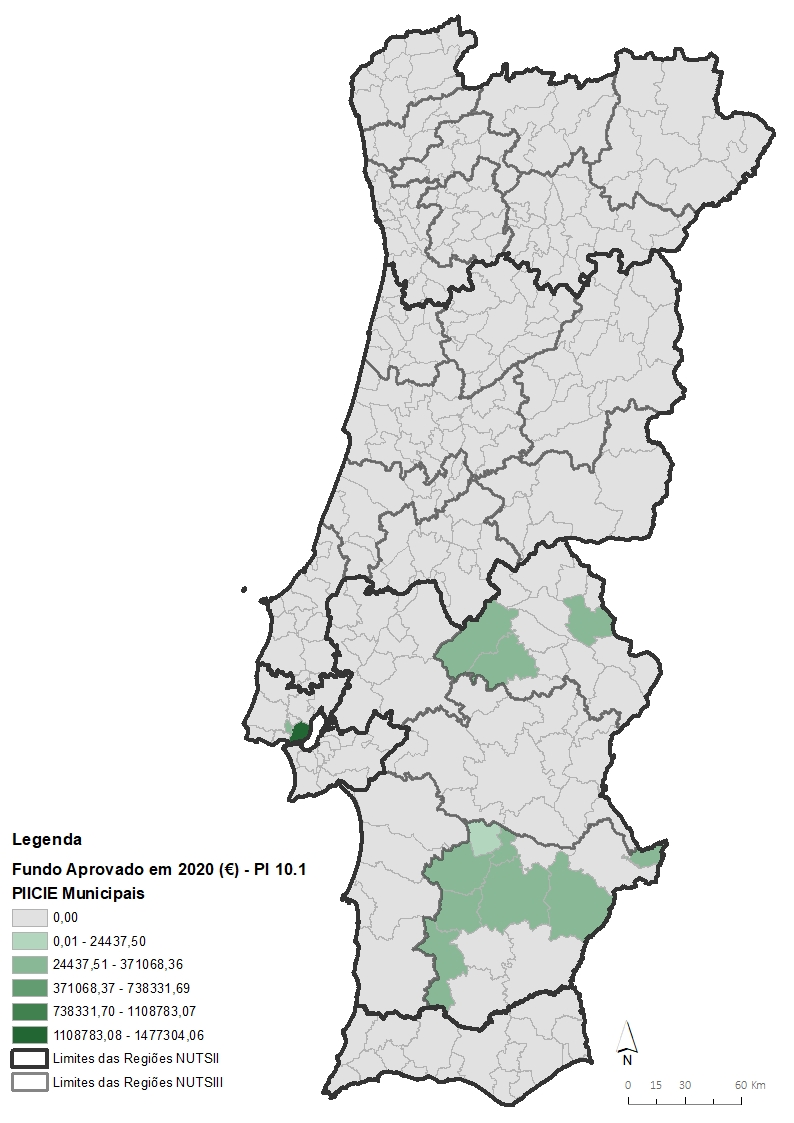 Legenda
Fundo Aprovado em 2020 (€) - PI 10.1
PIICIE Municipais
0,00
0,01 - 24437,50
24437,51 - 371068,36
371068,37 - 738331,69
738331,70 - 1108783,07
1108783,08 - 1477304,06
Limites das Regiões NUTSII
Limites das Regiões NUTSIII
N
0 15 30 60 Km